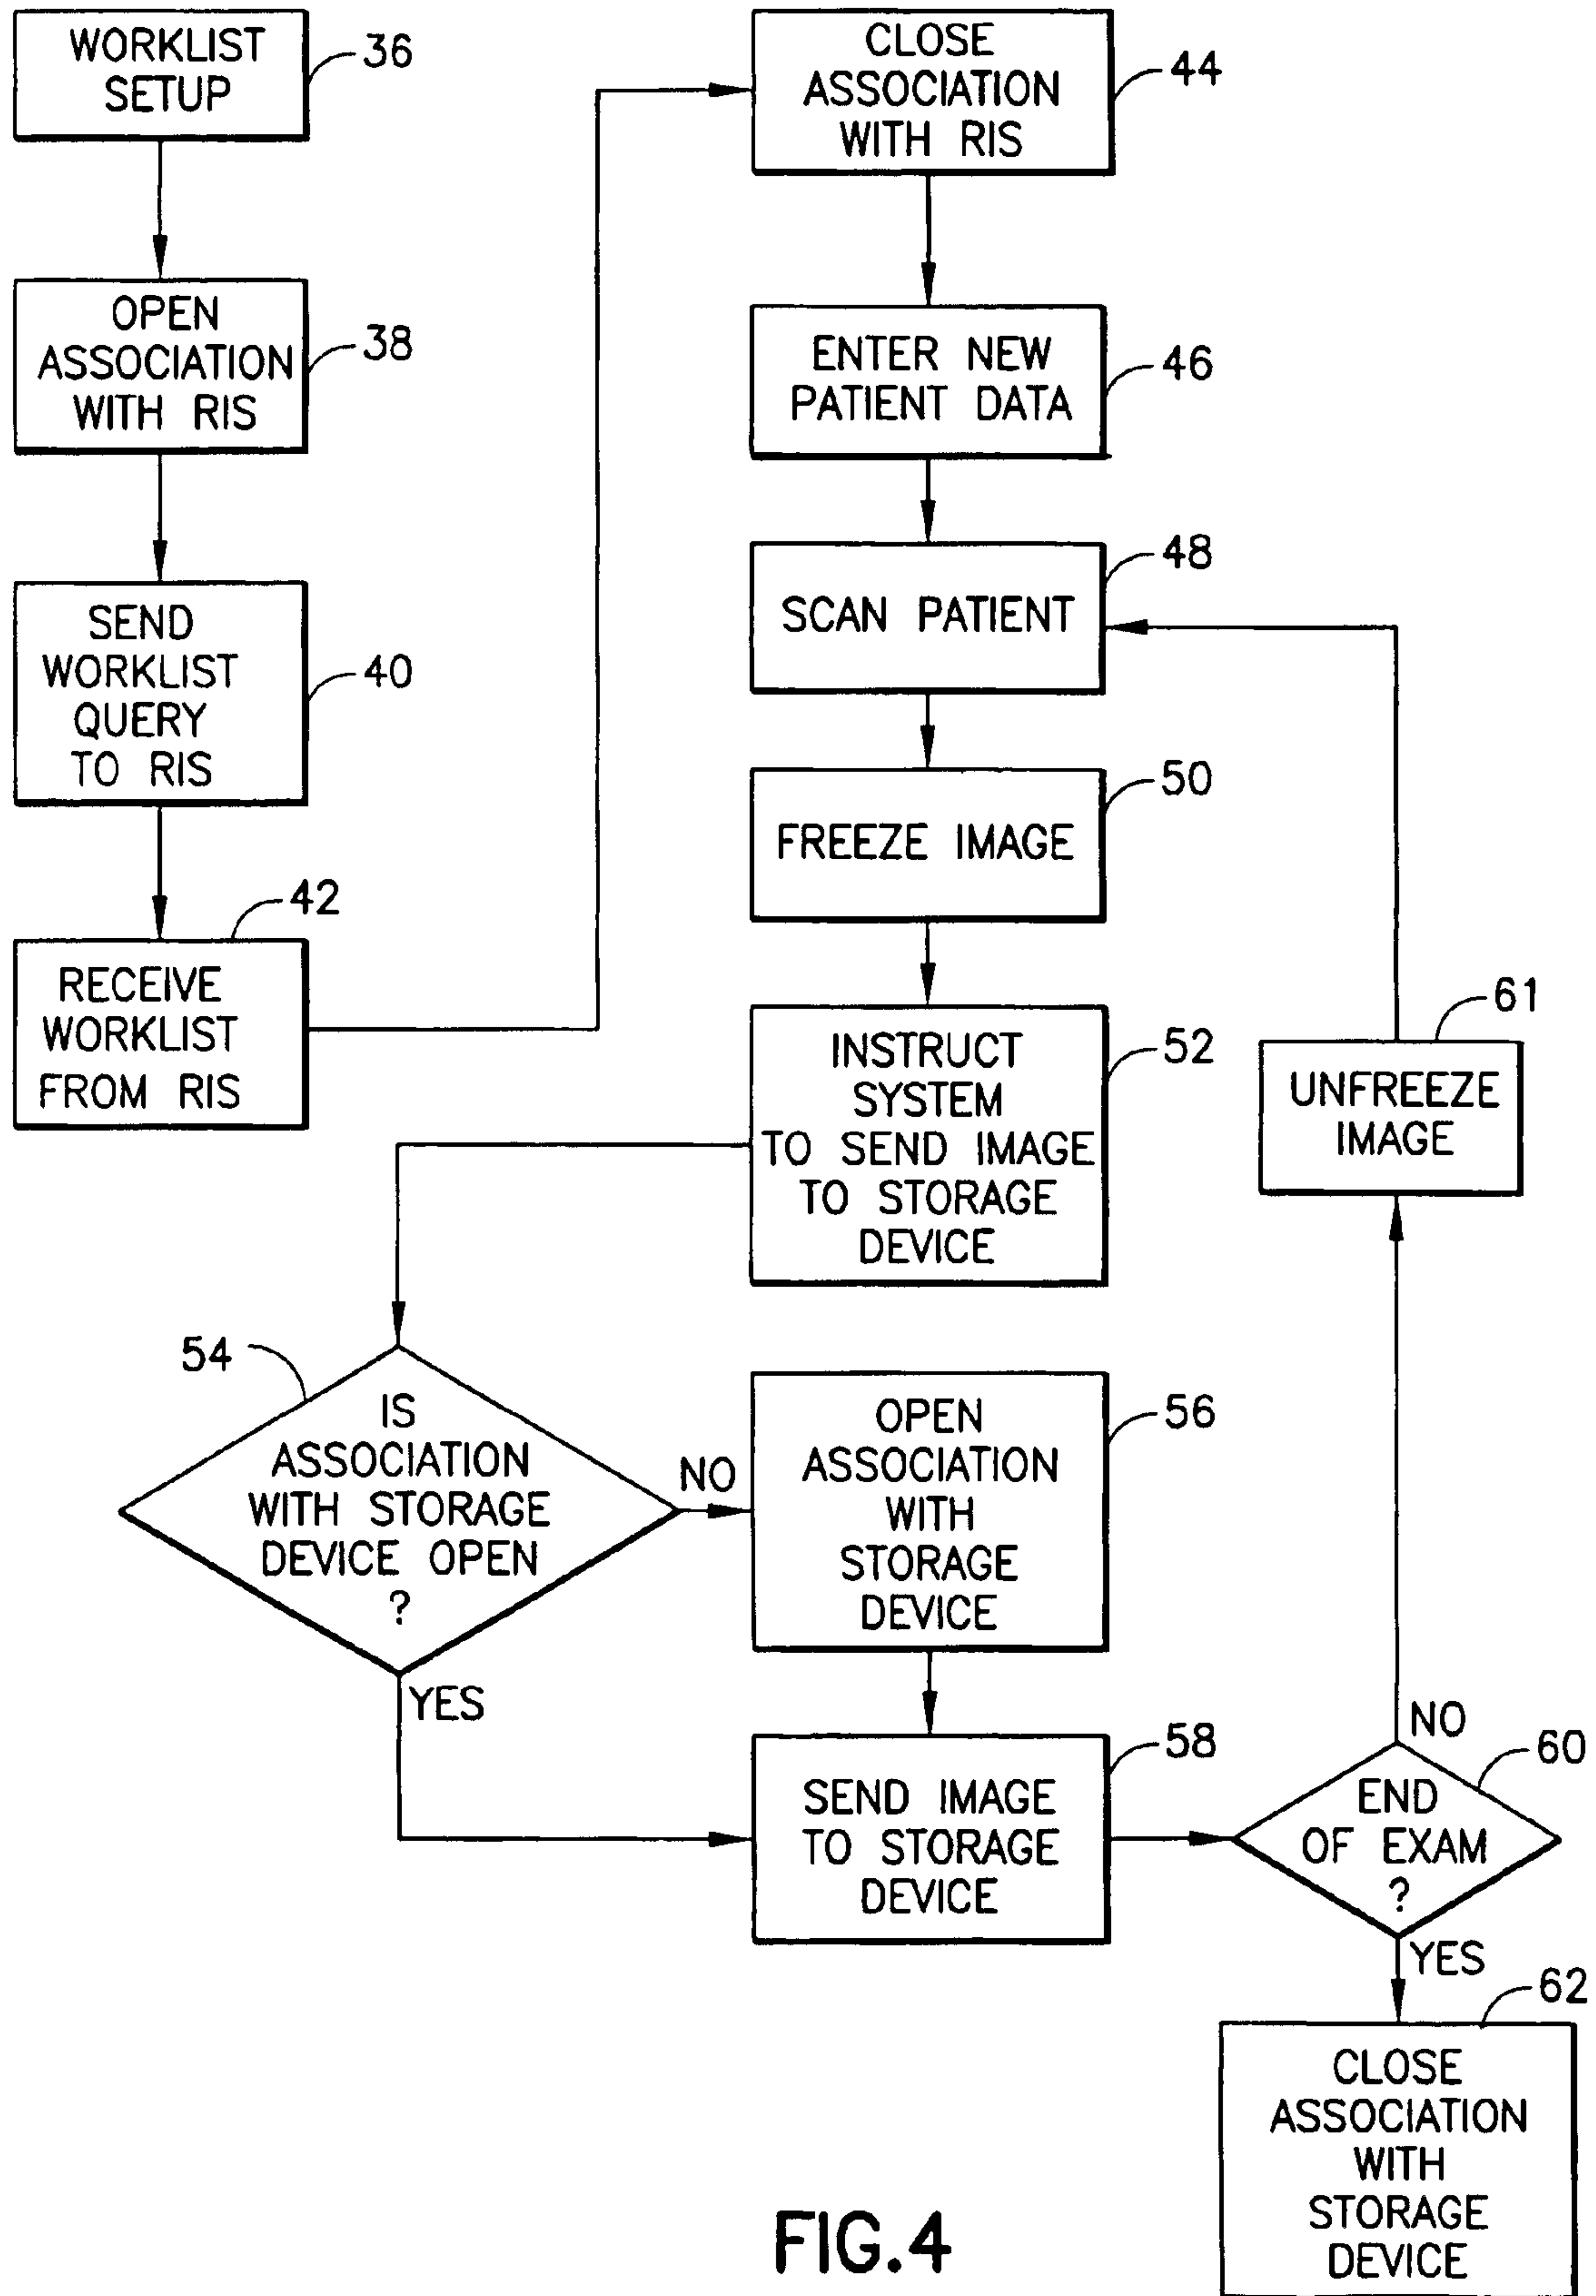 WORKLIST
SETUP
36
OPEN
ASSOCIATION
WITH RIS
38
SEND
WORKLIST
QUERY
TO RIS
40
42
RECEIVE
WORKLIST
FROM RIS
CLOSE
ASSOCIATION
WITH RIS
44
ENTER NEW
PATIENT DATA
46
SCAN PATIENT
48
FREEZE IMAGE
50
INSTRUCT
SYSTEM
TO SEND IMAGE
TO STORAGE
DEVICE
52
61
UNFREEZE
IMAGE
54
IS
ASSOCIATION
WITH STORAGE
DEVICE OPEN
?
NO
YES
OPEN
ASSOCIATION
WITH
STORAGE
DEVICE
56
SEND IMAGE
TO STORAGE
DEVICE
58
NO
60
END
OF EXAM
?
YES
62
CLOSE
ASSOCIATION
WITH
STORAGE
DEVICE
FIG.4